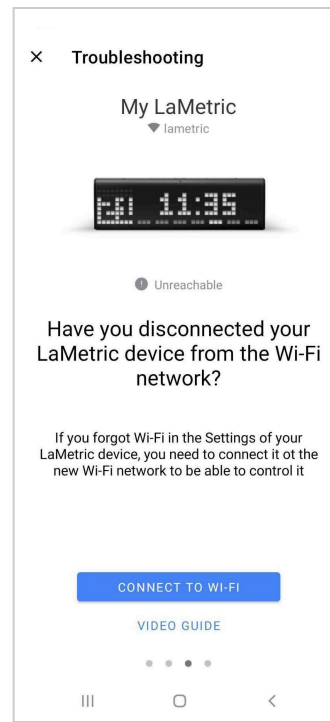 Troubleshooting
My LaMetric
lametric
11:35
Unreachable
Have you disconnected your
LaMetric device from the Wi-Fi
network?
If you forgot Wi-Fi in the Settings of your
LaMetric device, you need to connect it ot the
new Wi-Fi network to be able to control it
CONNECT TO WI-FI
VIDEO GUIDE